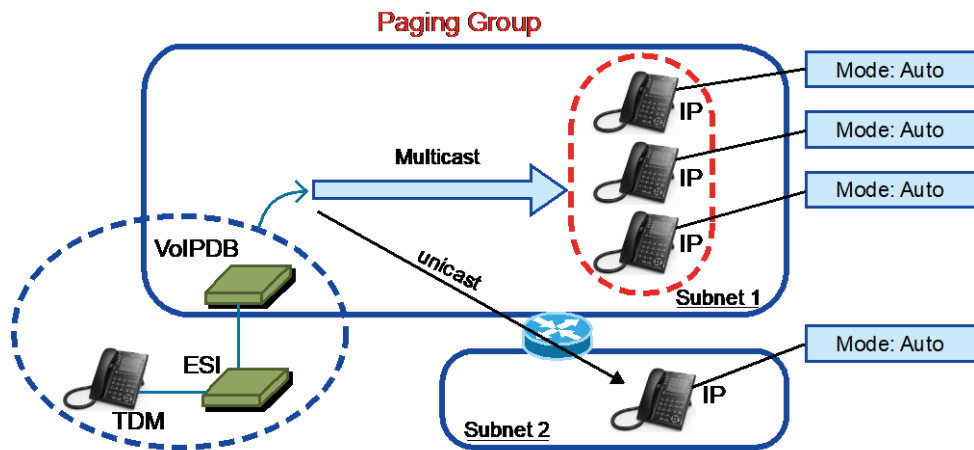 Paging Group
Mode: Auto
IP
Mode: Auto
Multicast
IP
Mode: Auto
IP
VoIPDB
unicast
Subnet 1
Mode: Auto
ESI
IP
TDM
Subnet 2